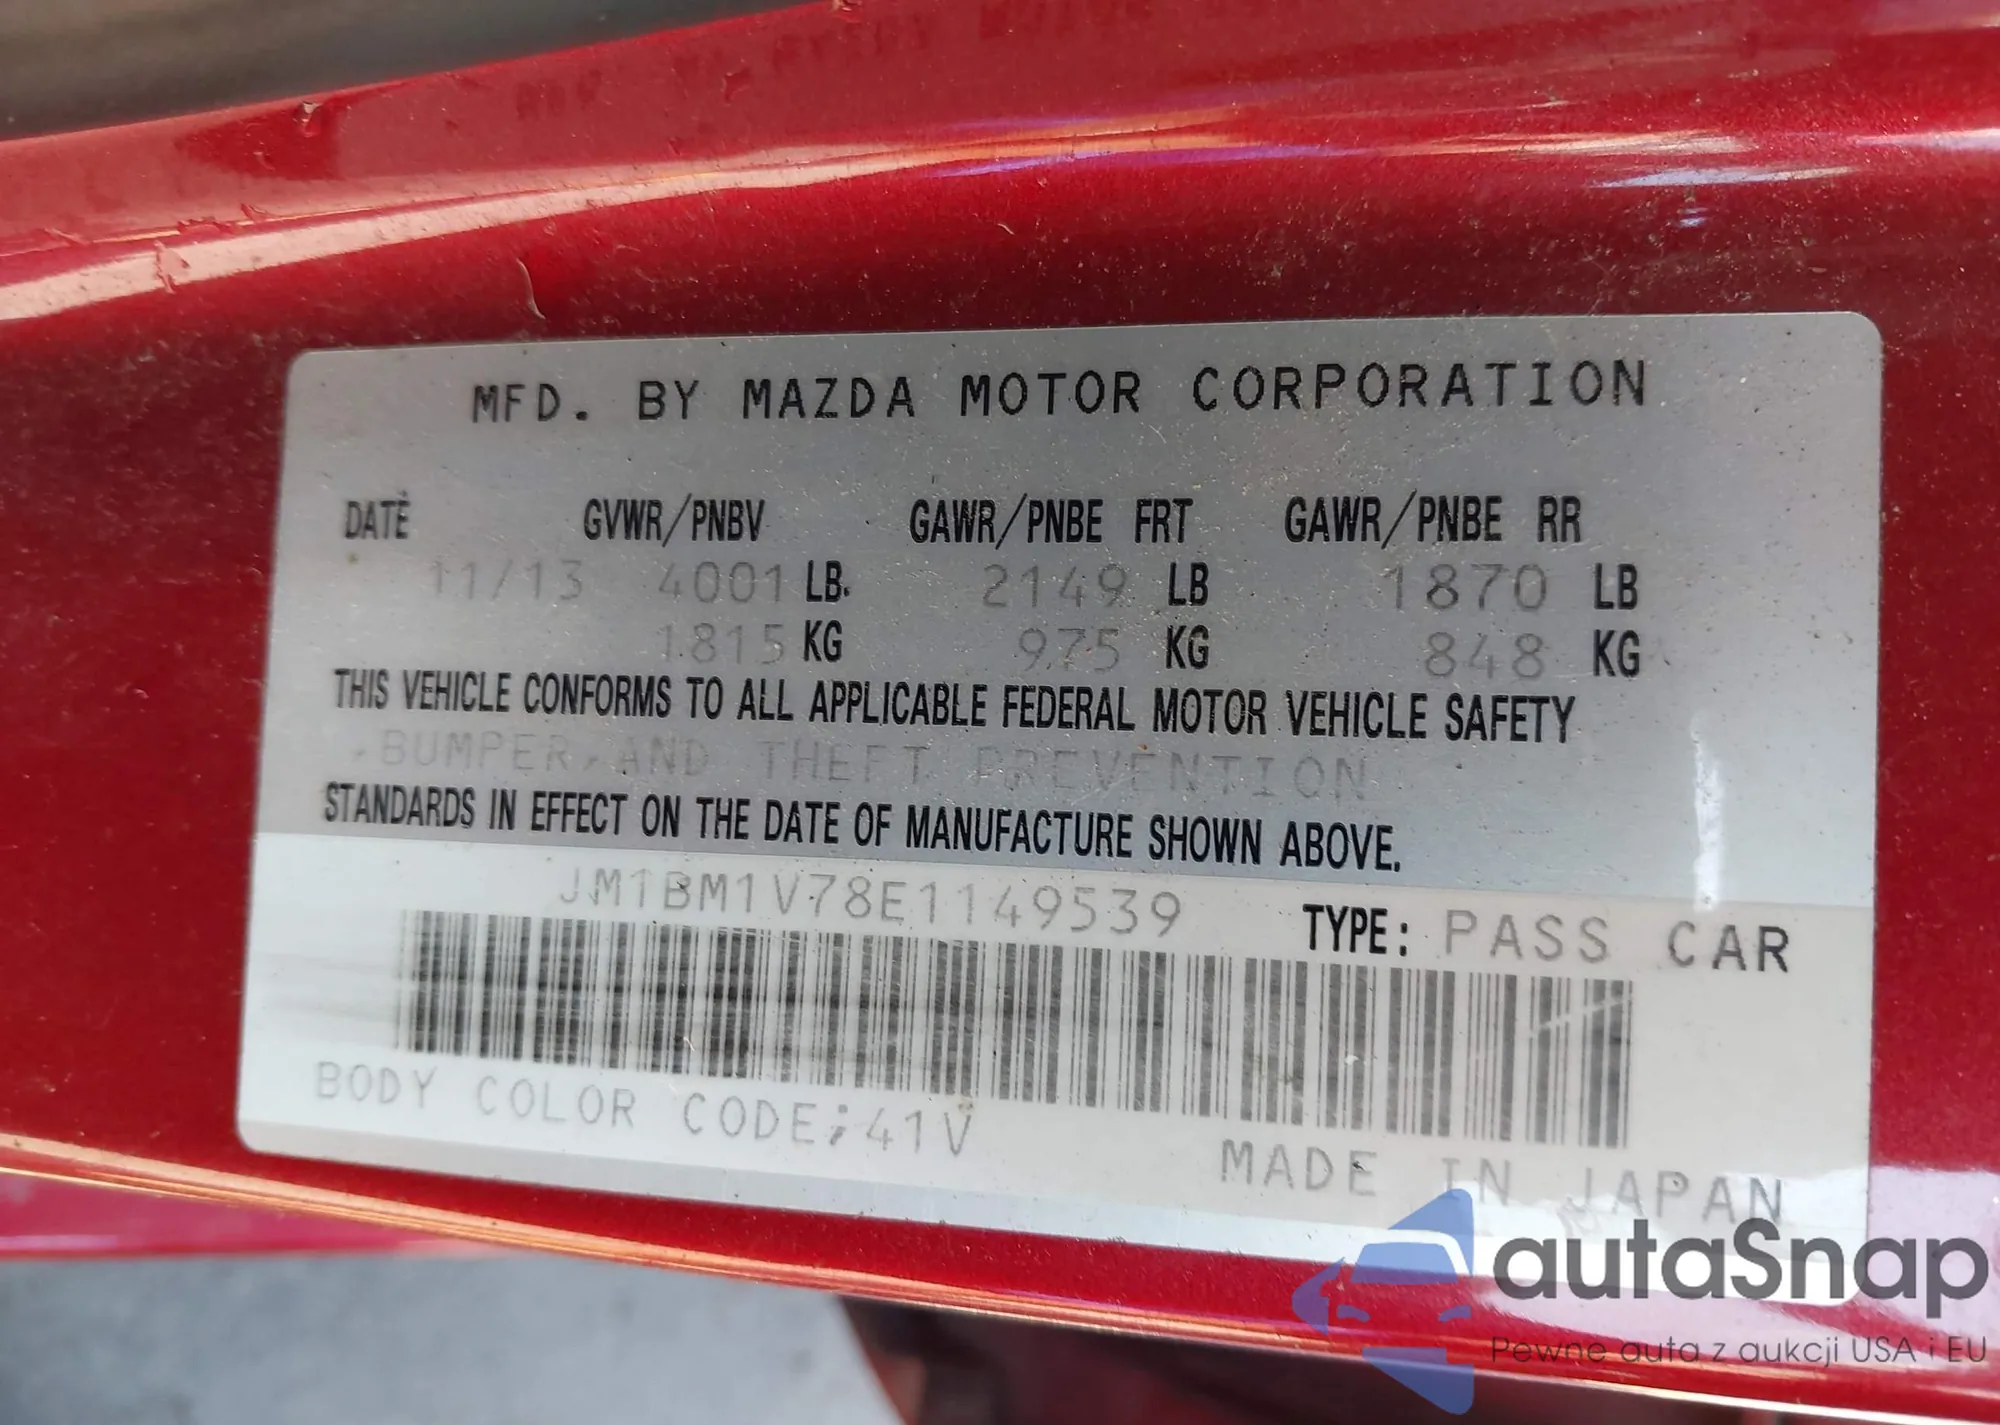 MFD. BY MAZDA MOTOR CORPORATION
DATE GVWR/PNBV GAWR/PNBE FRT GAWR/PNBE RR
11/13 4001 LB. 2149 LB 1870 LB
1815 KG 975 KG 848 KG
THIS VEHICLE CONFORMS TO ALL APPLICABLE FEDERAL MOTOR VEHICLE SAFETY
,BUMPER,AND THEFT PREVENTION
STANDARDS IN EFFECT ON THE DATE OF MANUFACTURE SHOWN ABOVE.
JM1BM1V78E1149539 TYPE: PASS CAR
BODY COLOR CODE;41V
MADE IN JAPAN
autaSnap
Pewne auta z aukcji USA i EU